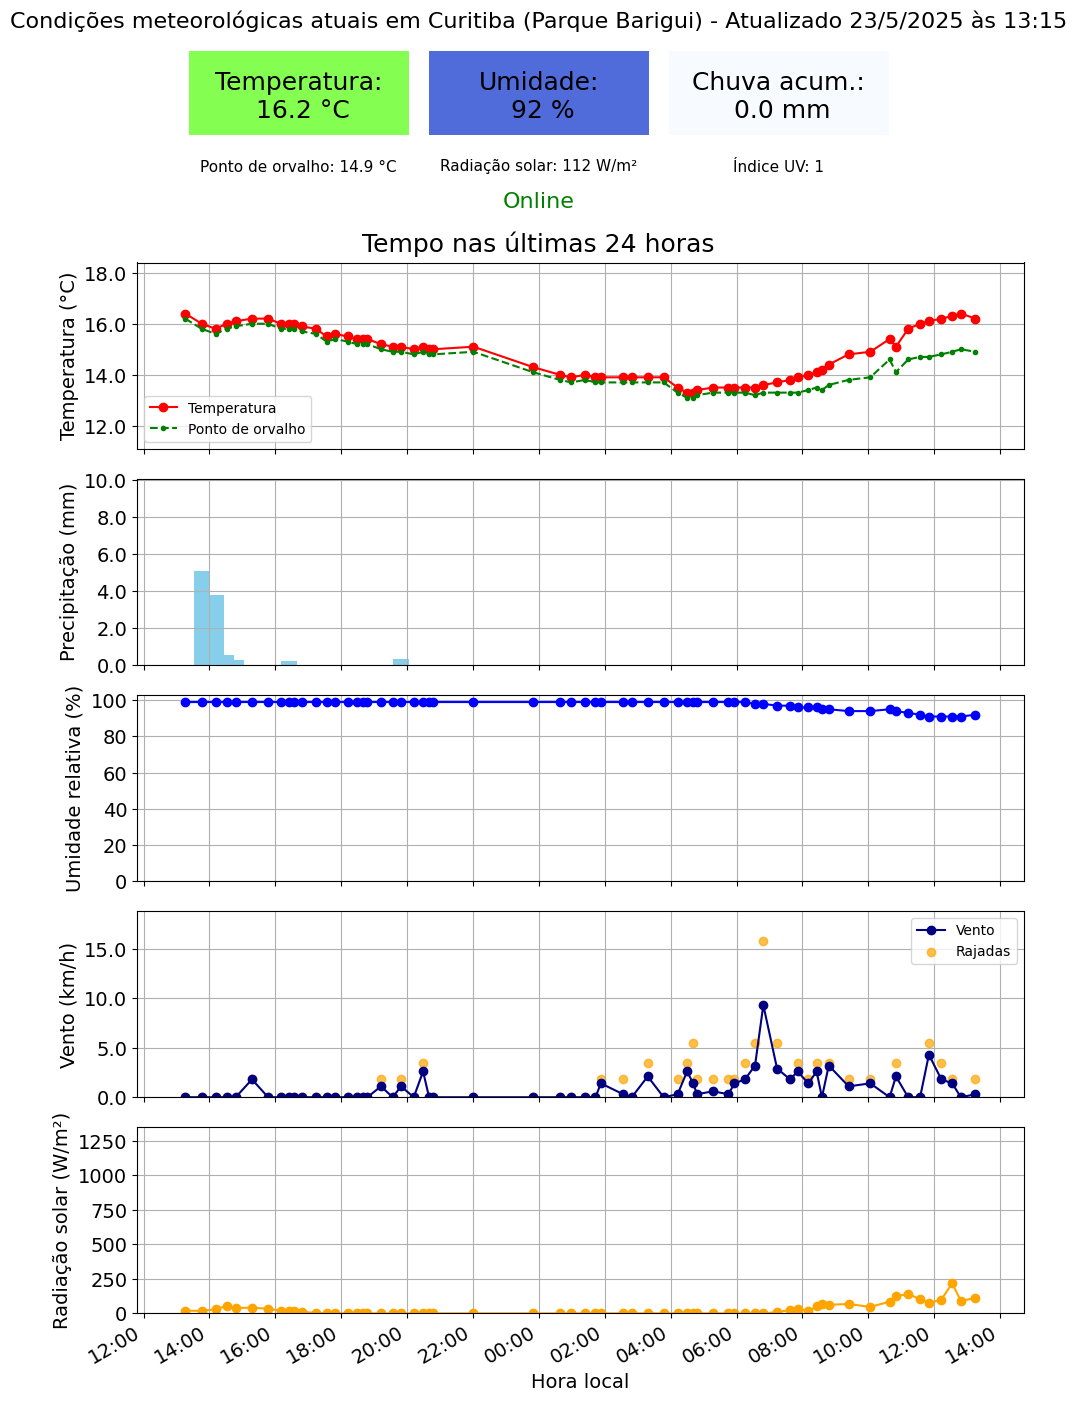 Condições meteorológicas atuais em Curitiba (Parque Barigui) - Atualizado 23/5/2025 às 13:15
Temperatura:
16.2 °C
Umidade:
92 %
Chuva acum.:
0.0 mm
Ponto de orvalho: 14.9 °C
Radiação solar: 112 W/m²
Índice UV: 1
Online
Tempo nas últimas 24 horas
Temperatura (°C)
18.0
16.0
14.0
12.0
Temperatura
Ponto de orvalho
Precipitação (mm)
10.0
8.0
6.0
4.0
2.0
0.0
Umidade relativa (%)
100
80
60
40
20
0
Vento (km/h)
15.0
10.0
5.0
0.0
Vento
Rajadas
Radiação solar (W/m²)
1250
1000
750
500
250
0
12:00
14:00
16:00
18:00
20:00
22:00
00:00
02:00
04:00
06:00
08:00
10:00
12:00
14:00
Hora local